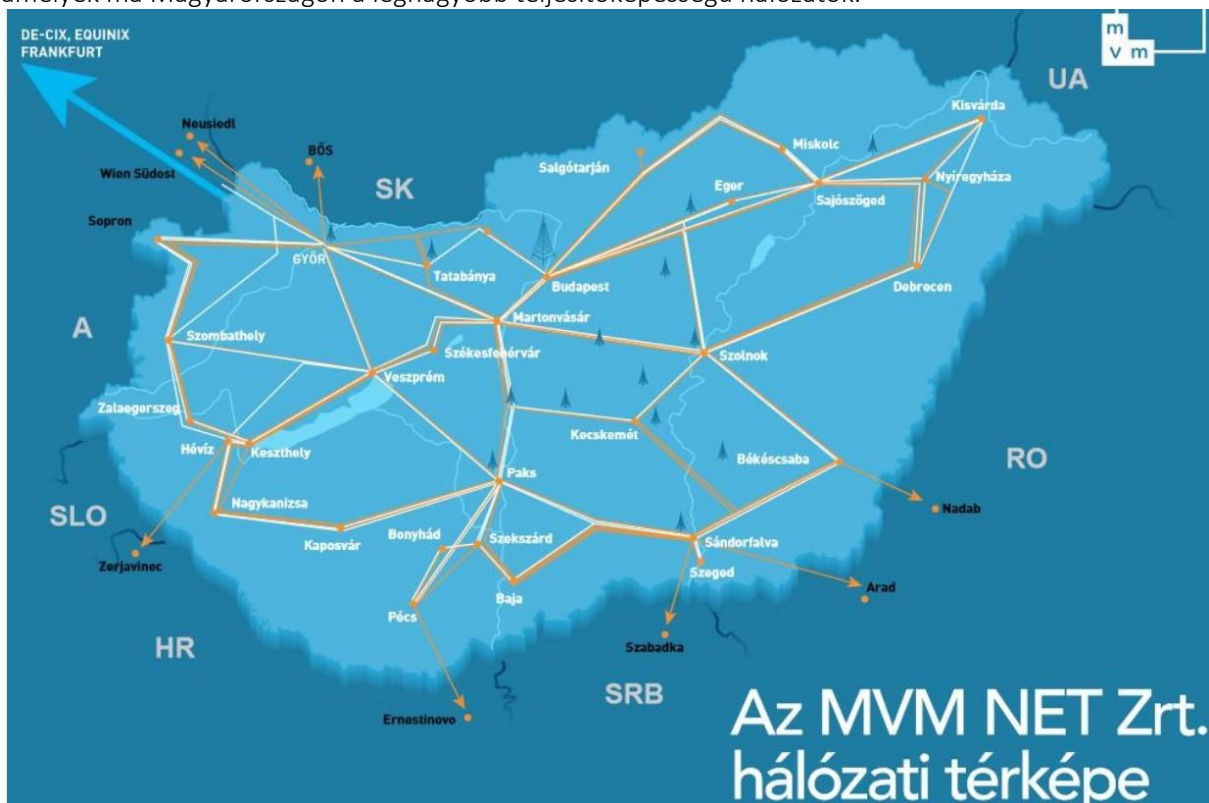 amelyek ma Magyarországon a legnagyobb teljesítőképességű hálózatok.
DE-CIX, EQUINIX
FRANKFURT
m
v m
UA
Kisvárda
Neusiedl
BŐS
Miskolc
Wien Südost
Salgótarján
SK
Eger
Nyíregyháza
Sajószöged
Sopron
GYŐR
Tatabánya
Budapest
Debrecen
A
Martonvásár
Szombathely
Székesfehérvár
Szolnok
Veszprém
Zalaegerszeg
Kecskemét
Hévíz
Keszthely
Békéscsaba
RO
Paks
Nagykanizsa
SLO
Nadab
Bonyhád
Szekszárd
Kaposvár
Sándorfalva
Zerjavinec
Szeged
Baja
Arad
Pécs
HR
Szabadka
SRB
Ernestinovo
Az MVM NET Zrt.
hálózati térképe